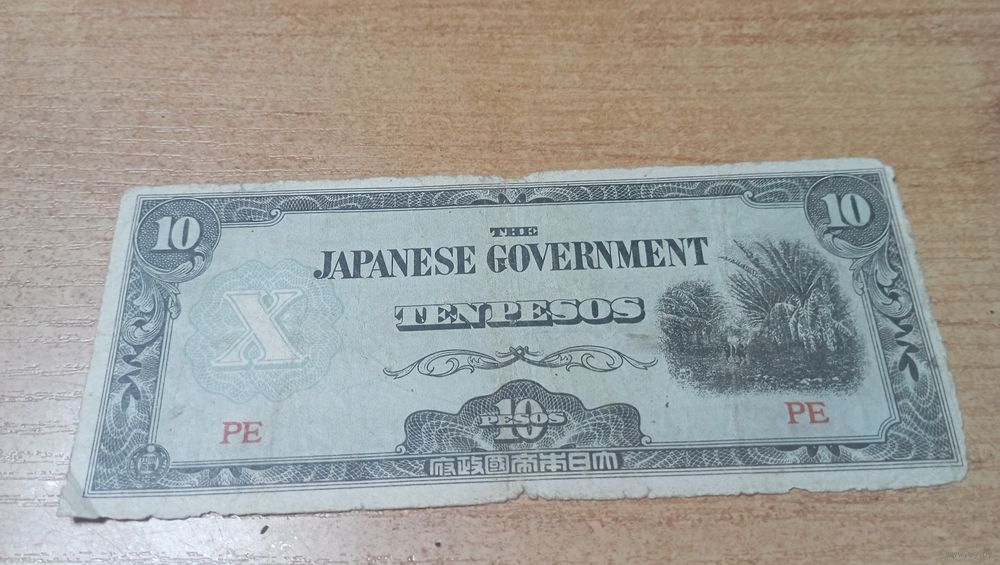 10
10
THE
JAPANESE GOVERNMENT
X
TEN PESOS
PE
PE
10
PESOS
府政國帝本日大